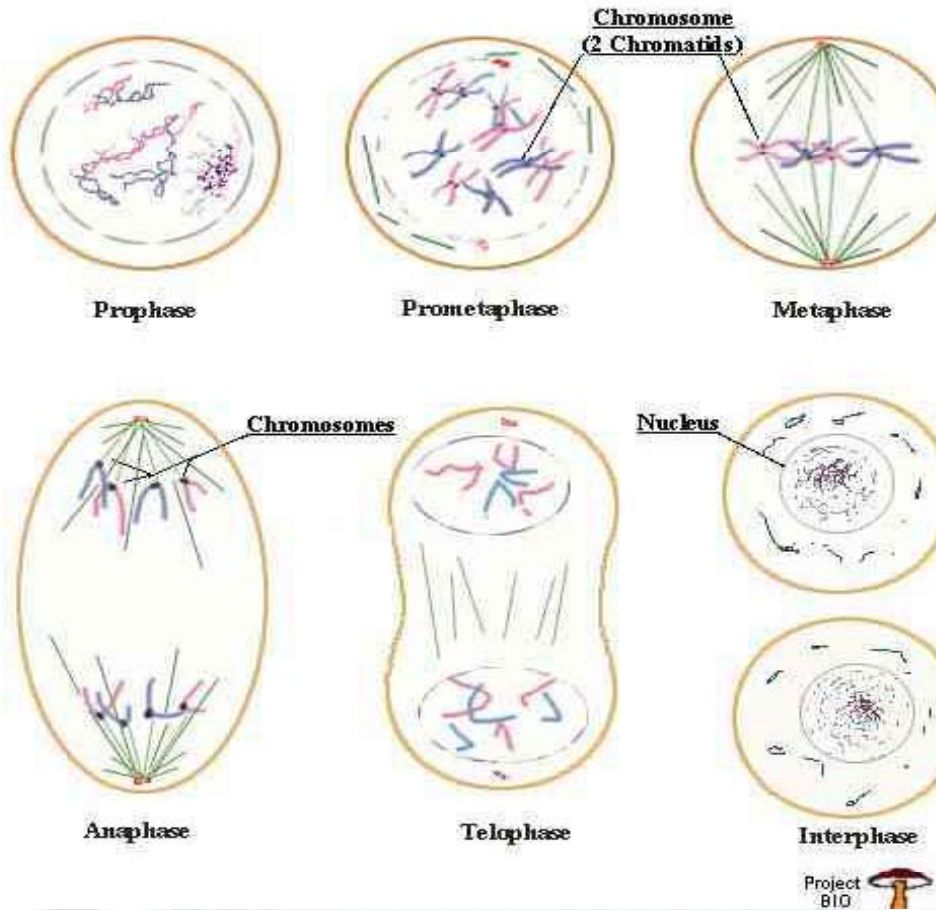 Chromosome
(2 Chromatids)
Prophase
Prometaphase
Metaphase
Chromosomes
Nucleus
Anaphase
Telophase
Interphase
Project
BIO